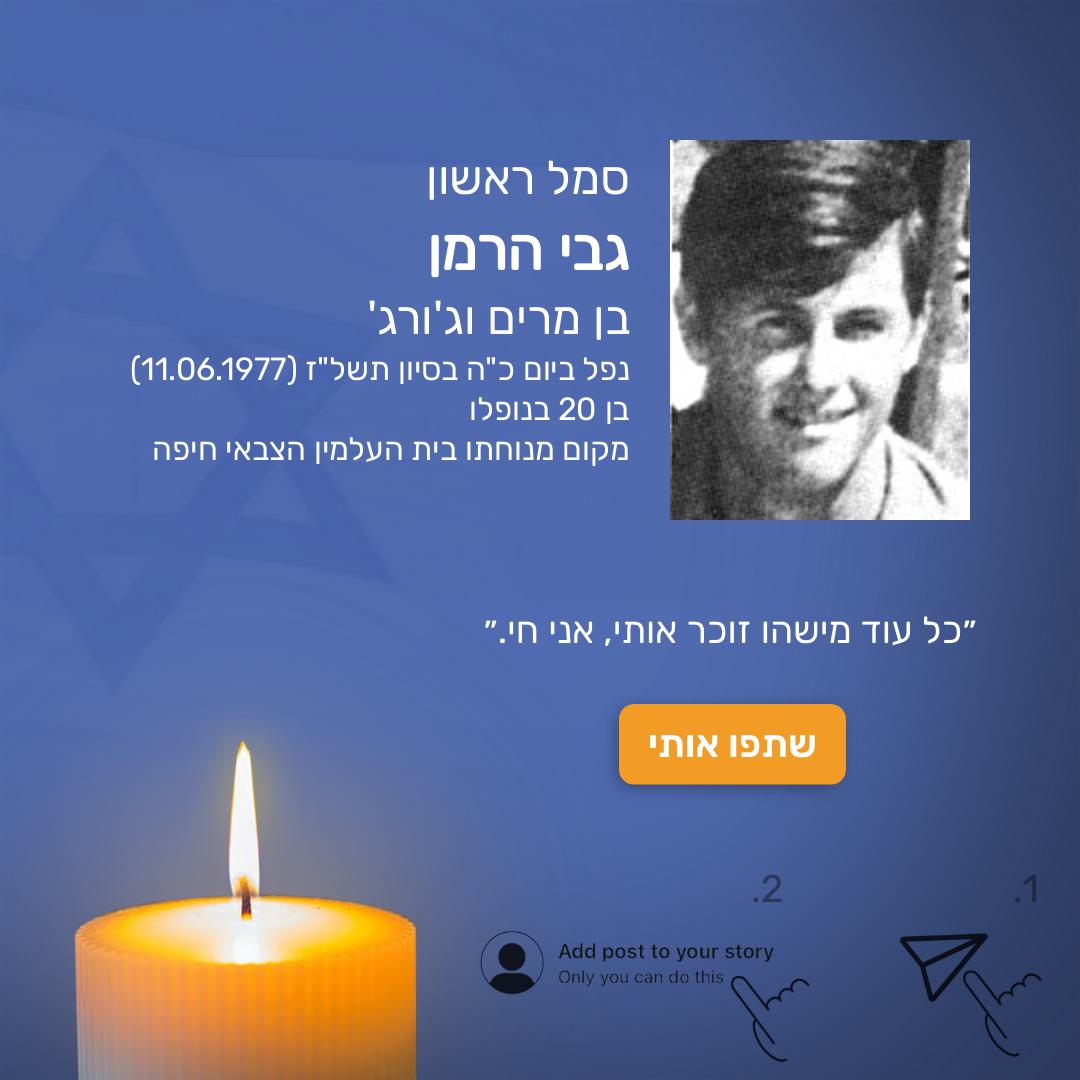 סמל ראשון
גבי הרמן
בן מרים וג'ורג'
נפל ביום כ"ה בסיון תשל"ז (11.06.1977)
בן 20 בנופלו
מקום מנוחתו בית העלמין הצבאי חיפה
״כל עוד מישהו זוכר אותי, אני חי.״
שתפו אותי
.1
.2
Add post to your story
Only you can do this